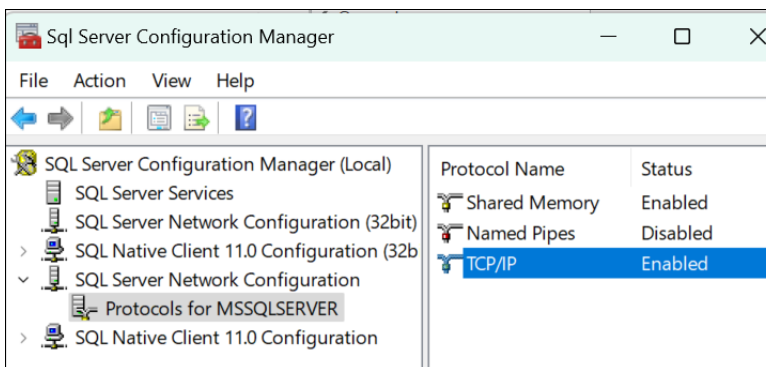 Sql Server Configuration Manager
File Action View Help
SQL Server Configuration Manager (Local)
SQL Server Services
SQL Server Network Configuration (32bit)
SQL Native Client 11.0 Configuration (32b
SQL Server Network Configuration
Protocols for MSSQLSERVER
SQL Native Client 11.0 Configuration
Protocol Name Status
Shared Memory Enabled
Named Pipes Disabled
TCP/IP Enabled